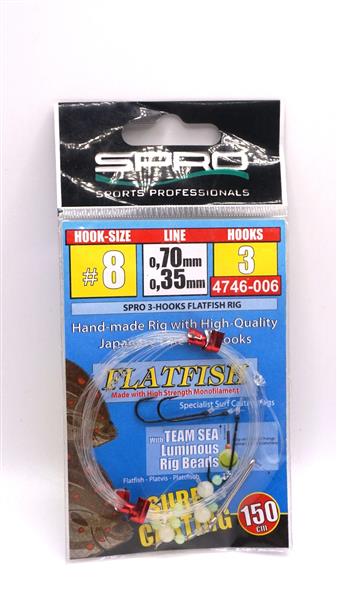 SPRO
SPORTS PROFESSIONALS
HOOK-SIZE LINE HOOKS
#8 0,70mm 3
0,35mm
4746-006
SPRO 3-HOOKS FLATFISH RIG
Hand-made Rig with High-Quality
Hooks
FLATFISH
Made with High Strength Monofilament
Specialist Surf
With TEAM SEA
Luminous
Rig Beads
Flatfish - Platvis - Plattfisch
SURF
CASTING
150
cm